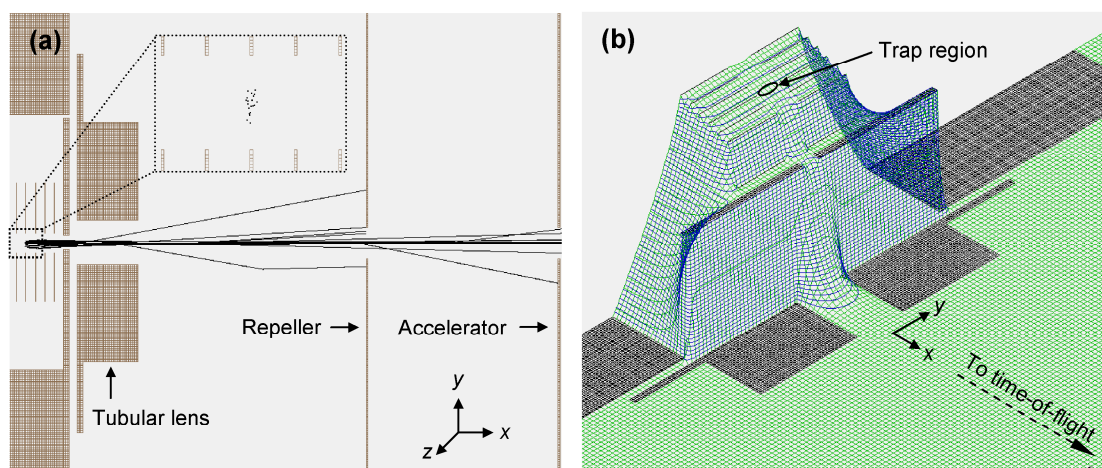 (a)
Repeller
Accelerator
Tubular lens
y
x
z
(b)
Trap region
y
x
To time-of-flight